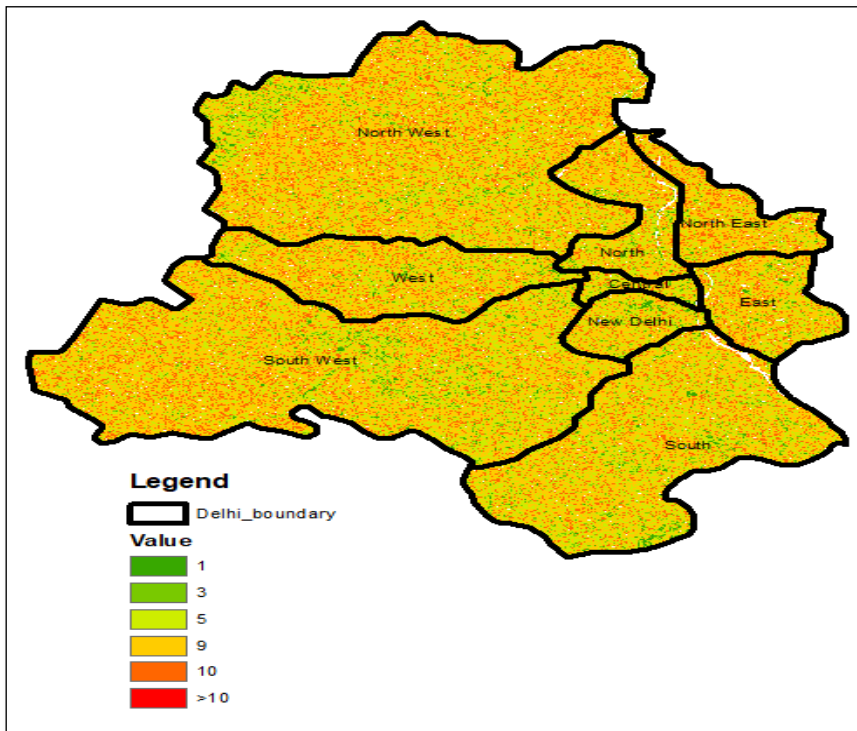 North West
North East
North
Central
West
East
New Delhi
South West
South
Legend
Delhi_boundary
Value
1
3
5
9
10
>10